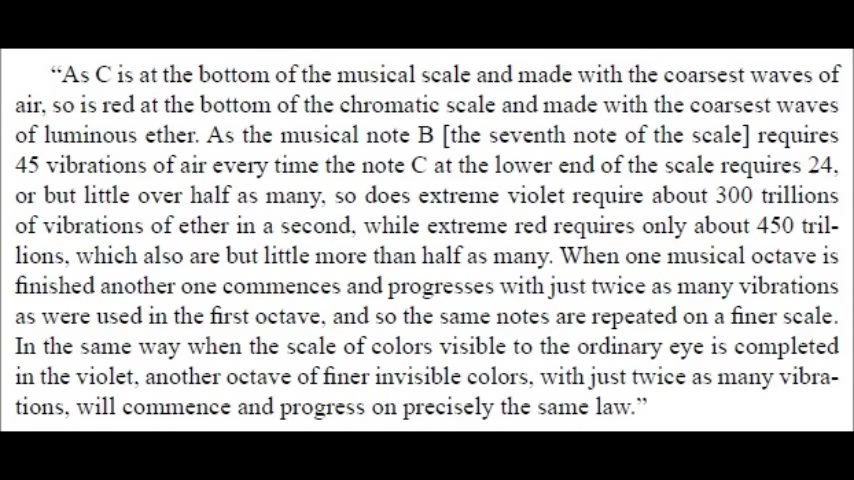 “As C is at the bottom of the musical scale and made with the coarsest waves of
air, so is red at the bottom of the chromatic scale and made with the coarsest waves
of luminous ether. As the musical note B [the seventh note of the scale] requires
45 vibrations of air every time the note C at the lower end of the scale requires 24,
or but little over half as many, so does extreme violet require about 300 trillions
of vibrations of ether in a second, while extreme red requires only about 450 tril-
lions, which also are but little more than half as many. When one musical octave is
finished another one commences and progresses with just twice as many vibrations
as were used in the first octave, and so the same notes are repeated on a finer scale.
In the same way when the scale of colors visible to the ordinary eye is completed
in the violet, another octave of finer invisible colors, with just twice as many vibra-
tions, will commence and progress on precisely the same law.”